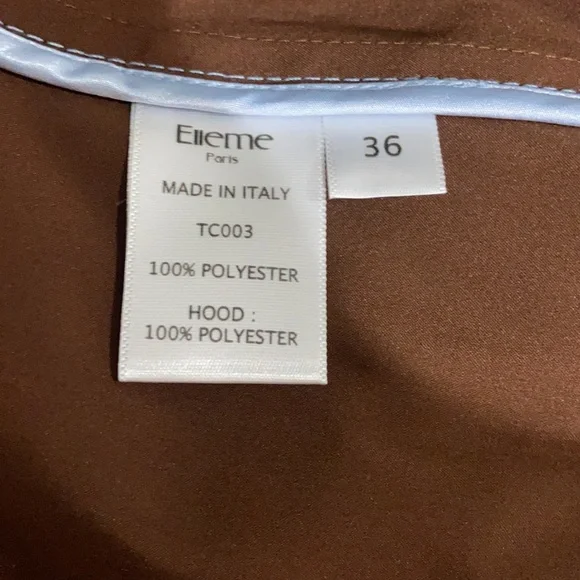 Elleme
Paris
MADE IN ITALY
TC003
100% POLYESTER
HOOD :
100% POLYESTER
36